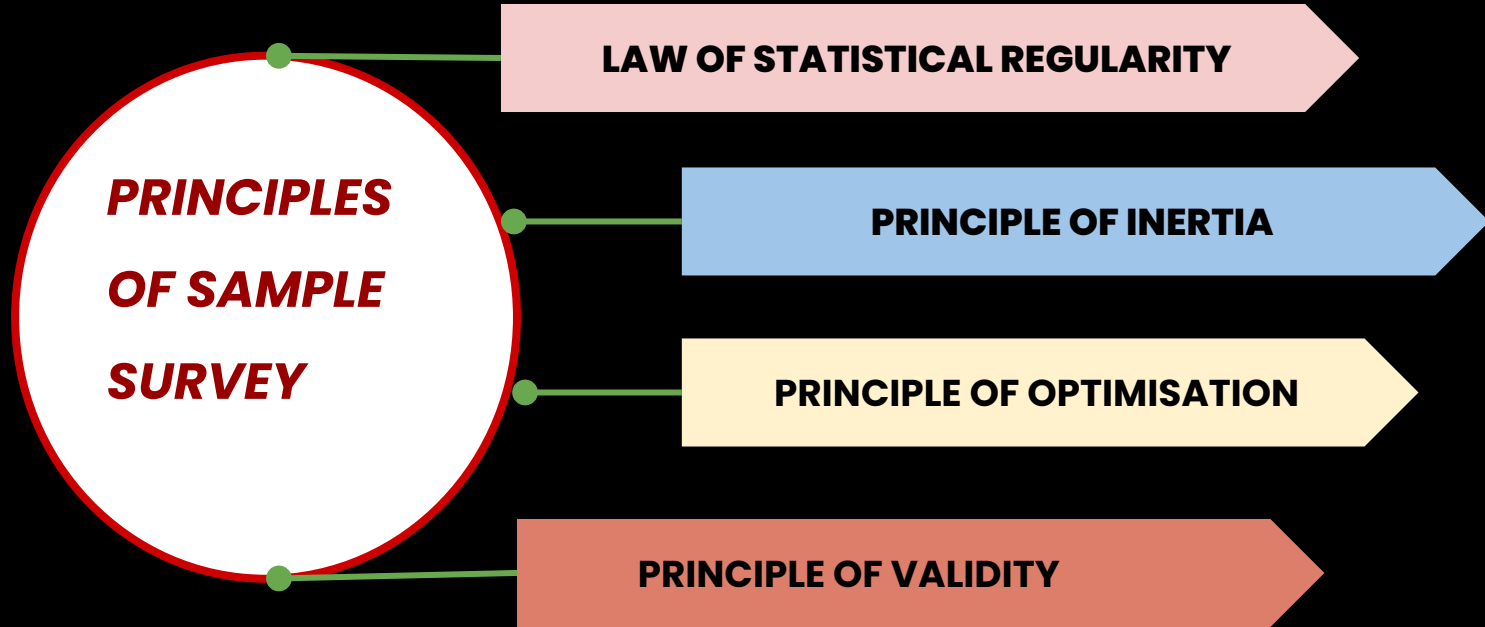 PRINCIPLES
OF SAMPLE
SURVEY
LAW OF STATISTICAL REGULARITY
PRINCIPLE OF INERTIA
PRINCIPLE OF OPTIMISATION
PRINCIPLE OF VALIDITY